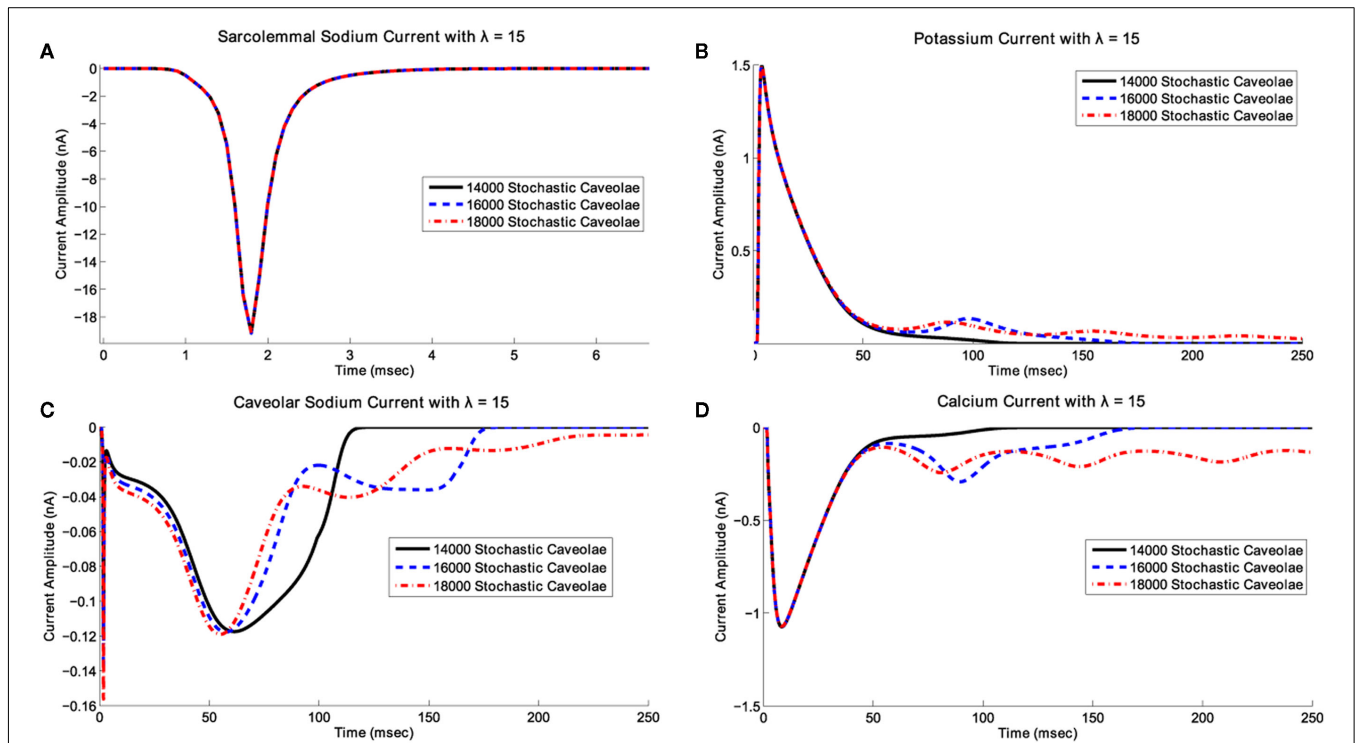 A
Sarcolemmal Sodium Current with λ = 15
Current Amplitude (nA)
0
−2
−4
−6
−8
−10
−12
−14
−16
−18
14000 Stochastic Caveolae
16000 Stochastic Caveolae
18000 Stochastic Caveolae
0 1 2 3 4 5 6
Time (msec)
B
Potassium Current with λ = 15
Current Amplitude (nA)
1.5
1
0.5
14000 Stochastic Caveolae
16000 Stochastic Caveolae
18000 Stochastic Caveolae
0 50 100 150 200 250
Time (msec)
C
Caveolar Sodium Current with λ = 15
Current Amplitude (nA)
0
−0.02
−0.04
−0.06
−0.08
−0.1
−0.12
−0.14
−0.16
14000 Stochastic Caveolae
16000 Stochastic Caveolae
18000 Stochastic Caveolae
0 50 100 150 200 250
Time (msec)
D
Calcium Current with λ = 15
Current Amplitude (nA)
0
−0.5
−1
−1.5
14000 Stochastic Caveolae
16000 Stochastic Caveolae
18000 Stochastic Caveolae
0 50 100 150 200 250
Time (msec)